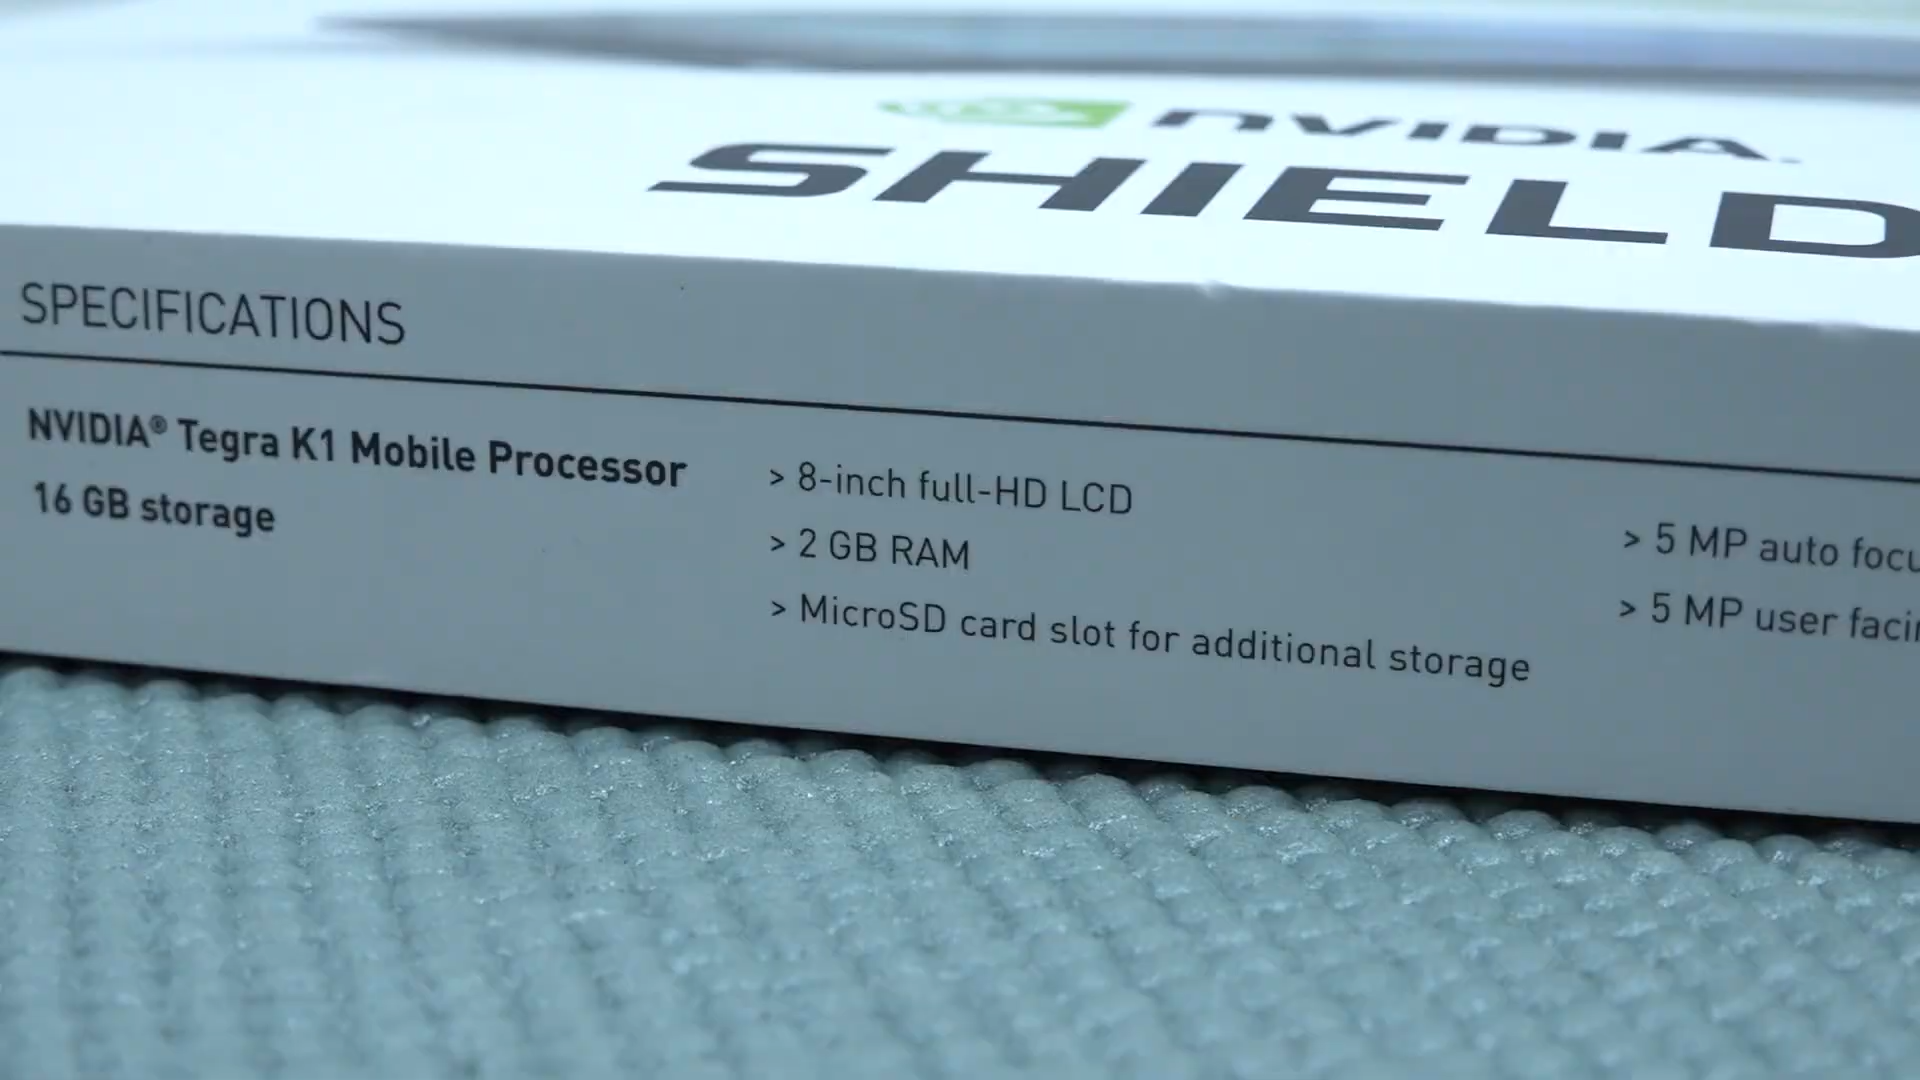 NVIDIA.
SHIELD
SPECIFICATIONS
NVIDIA® Tegra K1 Mobile Processor
16 GB storage
> 8-inch full-HD LCD
> 2 GB RAM
> MicroSD card slot for additional storage
> 5 MP auto
> 5 MP user